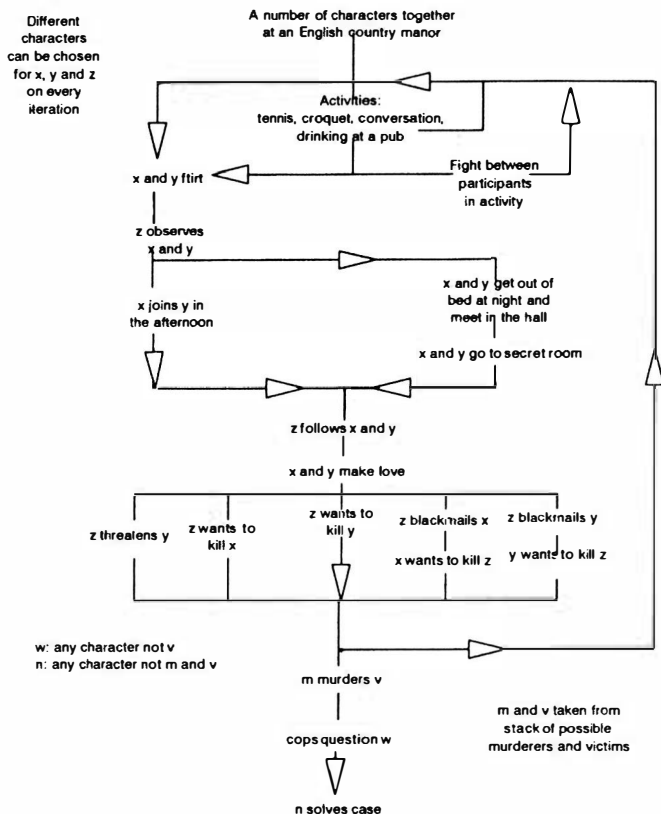 Different
characters
can be chosen
for x, y and z
on every
iteration
A number of characters together
at an English country manor
Activities:
tennis, croquet, conversation,
drinking at a pub
Fight between
participants
in activity
x and y flirt
z observes
x and y
x joins y in
the afternoon
x and y get out of
bed at night and
meet in the hall
x and y go to secret room
z follows x and y
x and y make love
z threatens y
z wants to
kill x
z wants to
kill y
z blackmails x
x wants to kill z
z blackmails y
y wants to kill z
w: any character not v
n: any character not m and v
m murders v
m and v taken from
stack of possible
murderers and victims
cops question w
n solves case